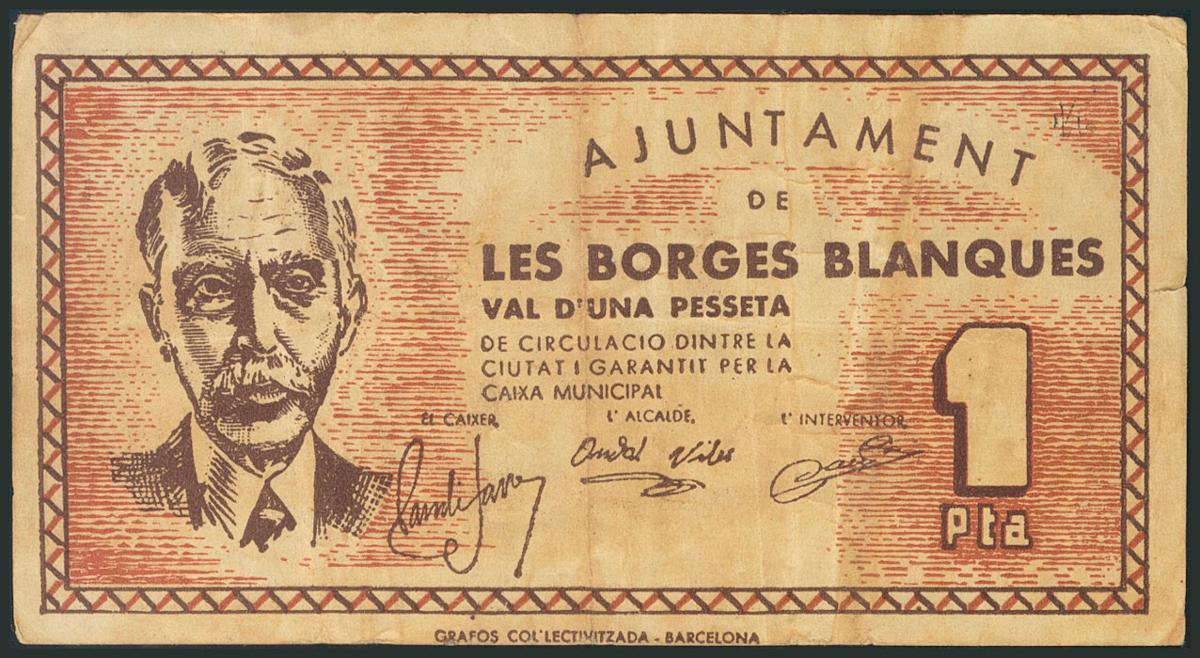 AJUNTAMENT
DE
LES BORGES BLANQUES
VAL D'UNA PESSETA
DE CIRCULACIO DINTRE LA
CIUTAT I GARANTIT PER LA
CAIXA MUNICIPAL
EL CAIXER, L'ALCALDE, L'INTERVENTOR,
1
Pta
GRAFOS COL'LECTIVITZADA - BARCELONA